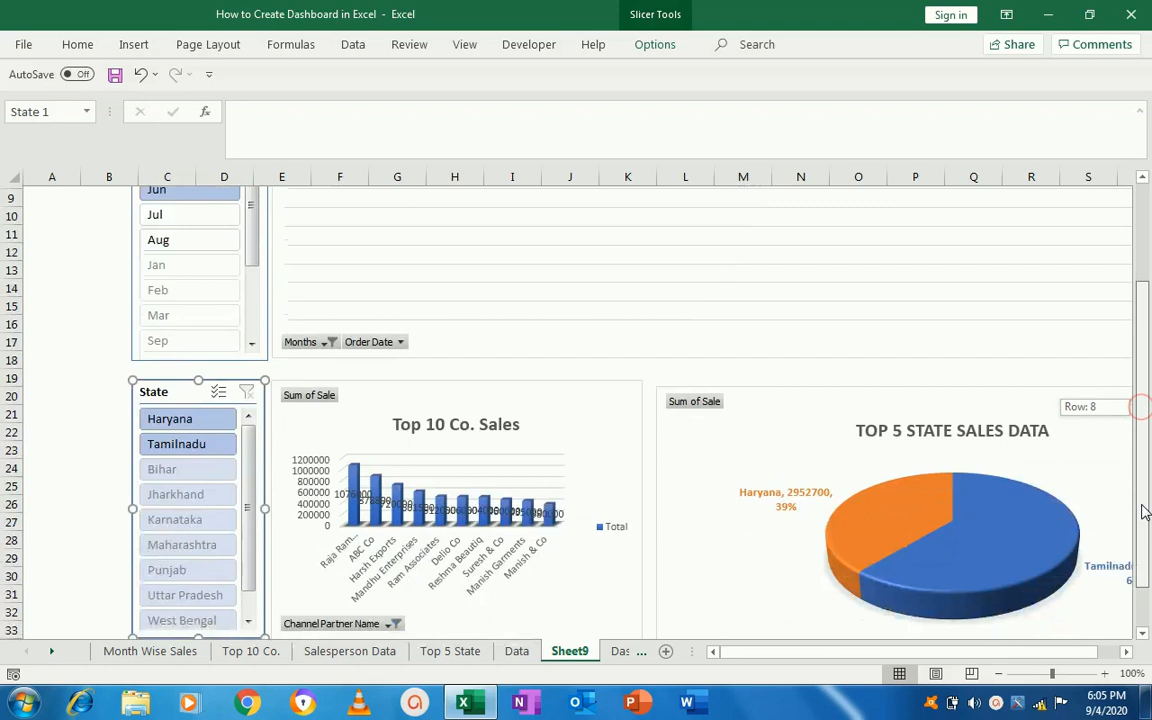 How to Create Dashboard in Excel - Excel
Slicer Tools
Sign in
File Home Insert Page Layout Formulas Data Review View Developer Help Options Search Share Comments
AutoSave Off
State 1
fx
A B C D E F G H I J K L M N O P Q R S
9
10
11
12
13
14
15
16
17
18
19
20
21
22
23
24
25
26
27
28
29
30
31
32
33
Jun
Jul
Aug
Jan
Feb
Mar
Sep
Months Order Date
State
Haryana
Tamilnadu
Bihar
Jharkhand
Karnataka
Maharashtra
Punjab
Uttar Pradesh
West Bengal
Sum of Sale
Top 10 Co. Sales
1200000
1000000
800000
600000
400000
200000
0
Total
Raja Ram...
ABC Co
Harsh Exports
Mandhu Enterprises
Ram Associates
Delio Co
Reshma Beautiq
Suresh & Co
Manish Garments
Manish & Co
Channel Partner Name
Sum of Sale
Row: 8
TOP 5 STATE SALES DATA
Haryana, 2952700,
39%
Tamilnad
6
Month Wise Sales Top 10 Co. Salesperson Data Top 5 State Data Sheet9 Das ...
100%
6:05 PM
9/4/2020